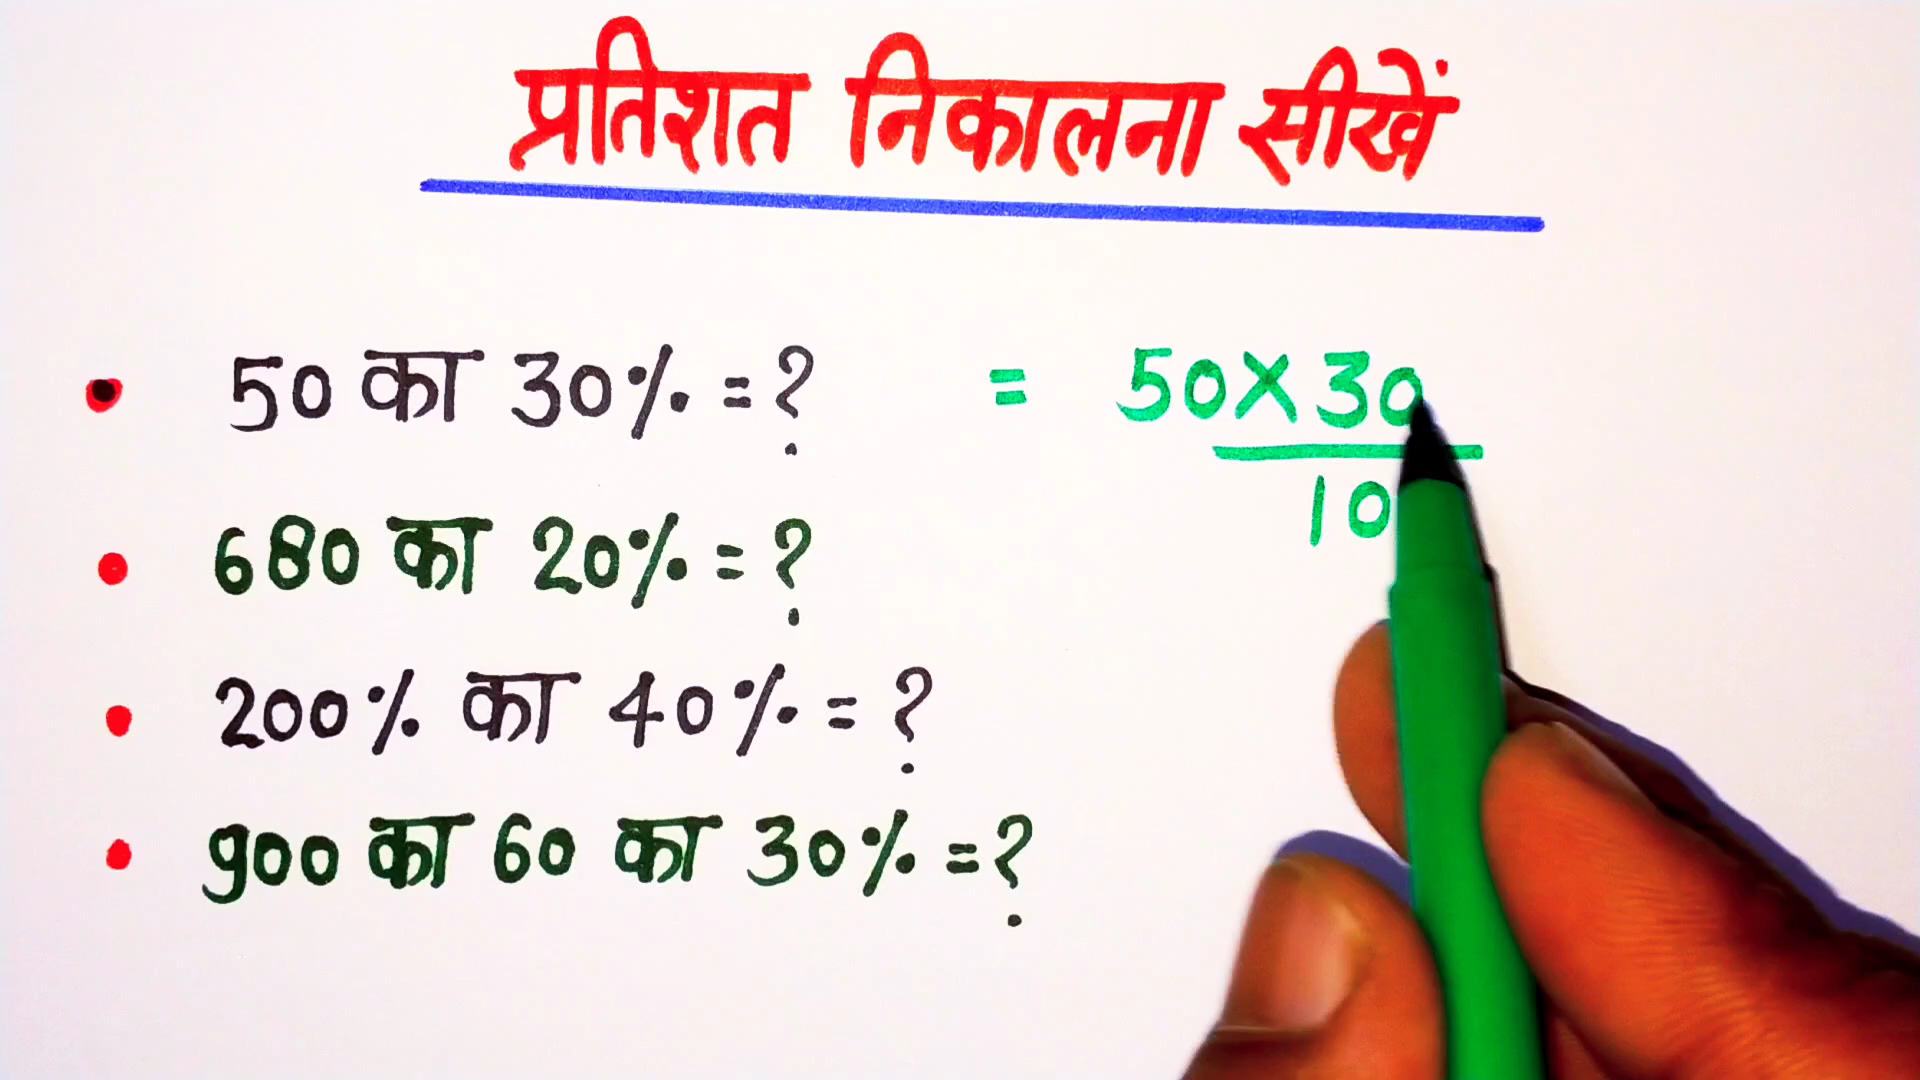 प्रतिशत निकालना सीखें
50 का 30% = ? = 50 × 30
10
680 का 20% = ?
200% का 40% = ?
900 का 60 का 30% = ?